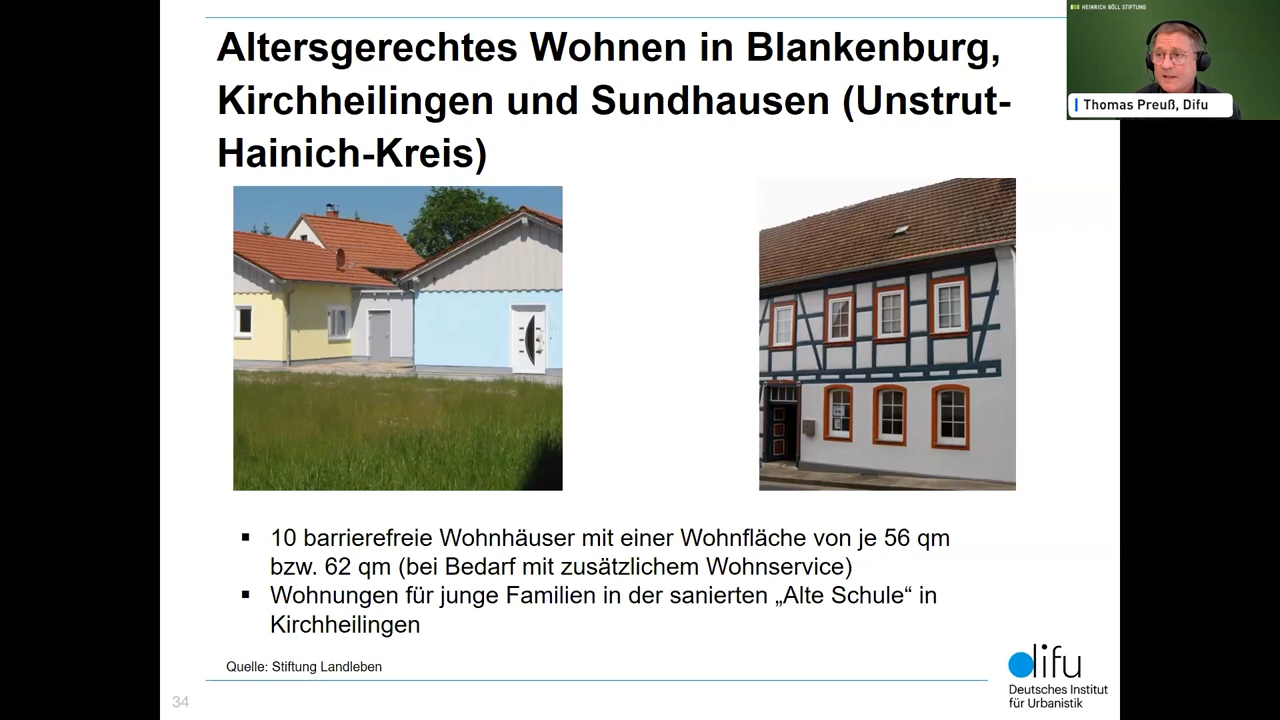 HEINRICH BÖLL STIFTUNG
Thomas Preuß, Difu
Altersgerechtes Wohnen in Blankenburg,
Kirchheilingen und Sundhausen (Unstrut-
Hainich-Kreis)
▪ 10 barrierefreie Wohnhäuser mit einer Wohnfläche von je 56 qm
bzw. 62 qm (bei Bedarf mit zusätzlichem Wohnservice)
▪ Wohnungen für junge Familien in der sanierten „Alte Schule“ in
Kirchheilingen
Quelle: Stiftung Landleben
34
difu
Deutsches Institut
für Urbanistik